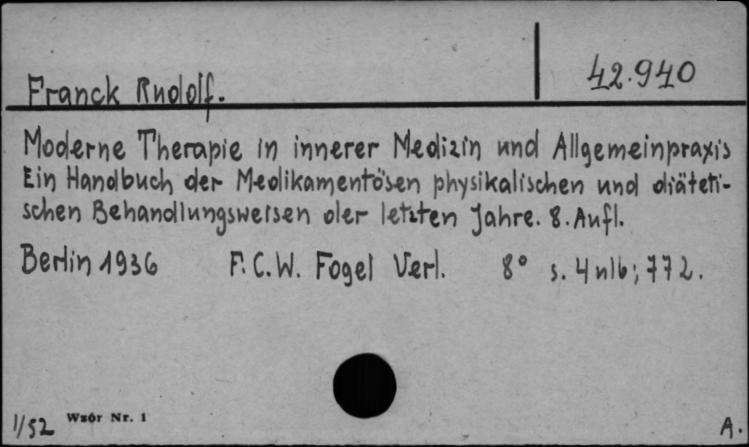 42.940
Franck Rudolf.
Moderne Therapie in innerer Medizin und Allgemeinpraxis
Ein Handbuch der Medikamentösen physikalischen und diäteti-
schen Behandlungsweisen der letzten Jahre. 8. Aufl.
Berlin 1936 F.C.W. Fogel Verl. 8° s. 4 nlb; 772.
1/52 Wzór Nr. 1 A.